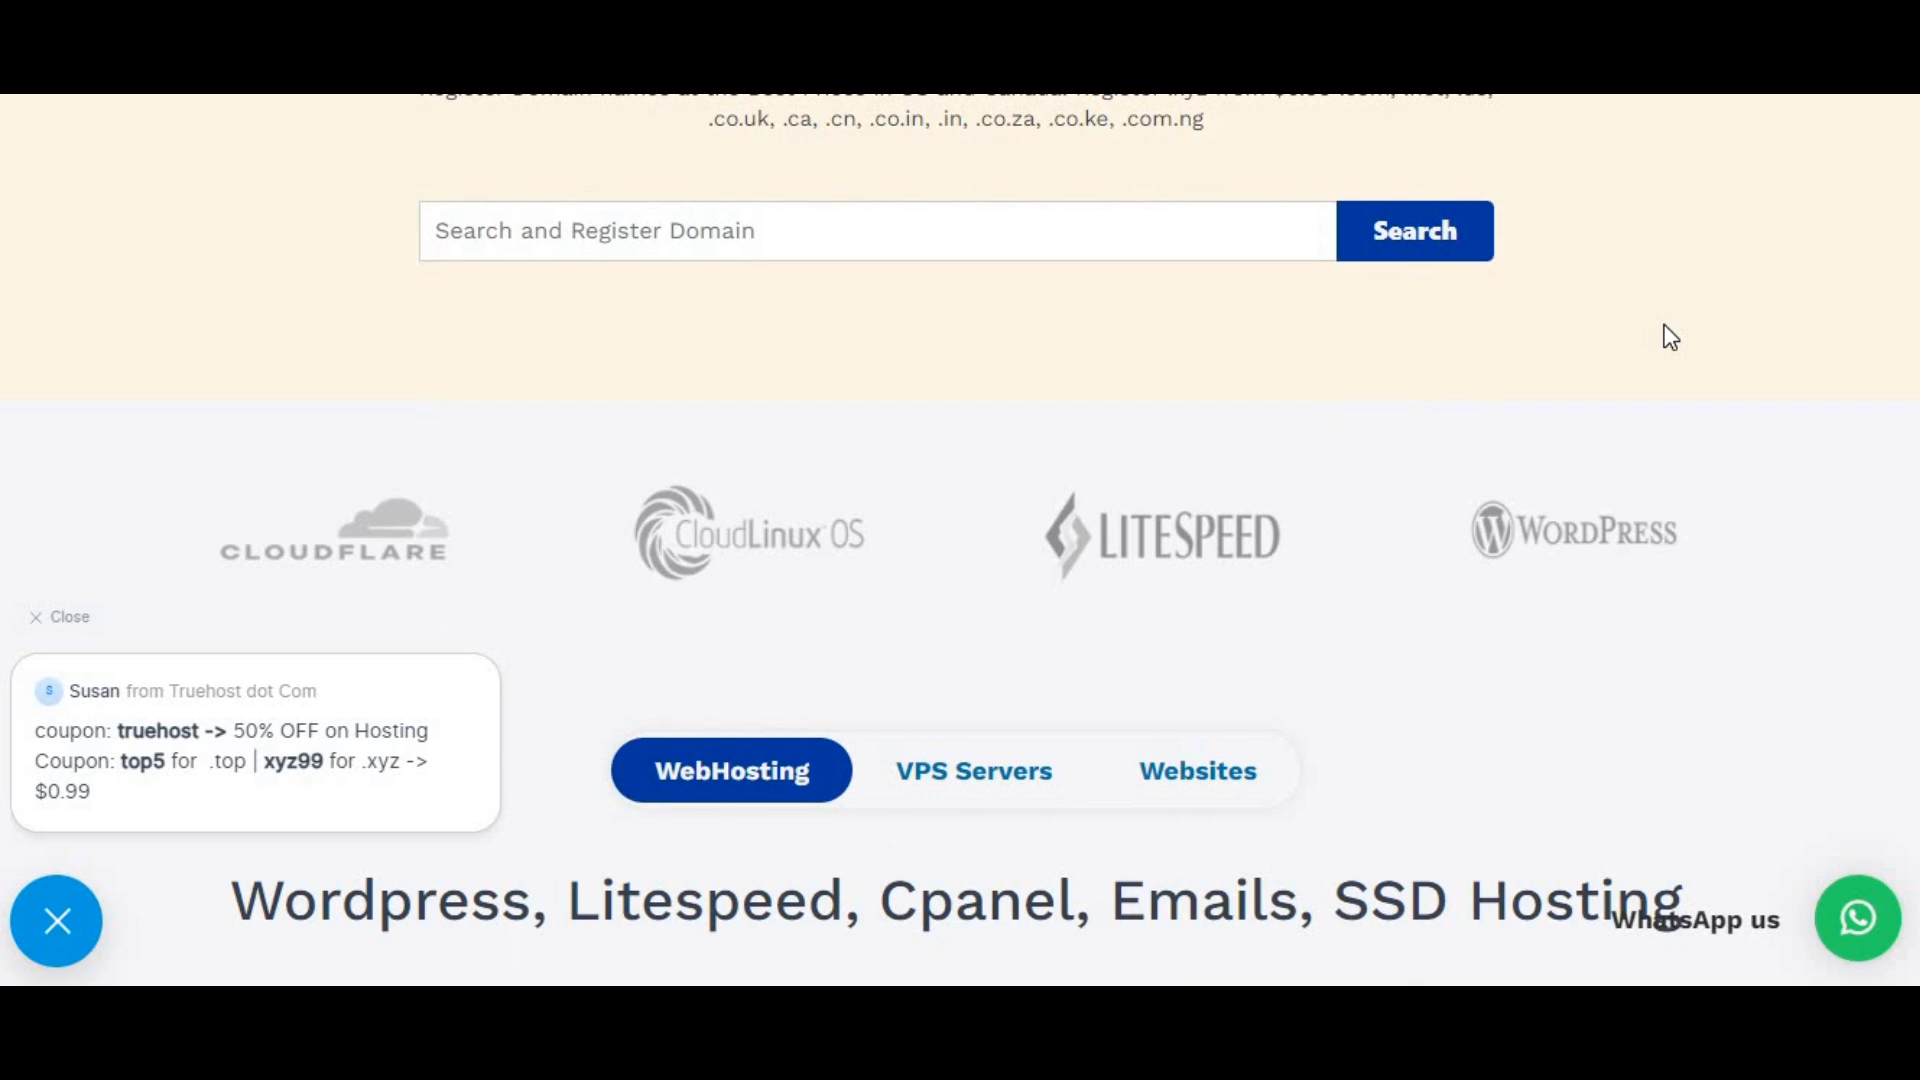 .co.uk, .ca, .cn, .co.in, .in, .co.za, .co.ke, .com.ng
Search and Register Domain
Search
CLOUDFLARE
CloudLinux OS
LITESPEED
WORDPRESS
Close
S
Susan from Truehost dot Com
coupon: truehost -> 50% OFF on Hosting
Coupon: top5 for .top | xyz99 for .xyz ->
$0.99
WebHosting
VPS Servers
Websites
Wordpress, Litespeed, Cpanel, Emails, SSD Hosting
WhatsApp us